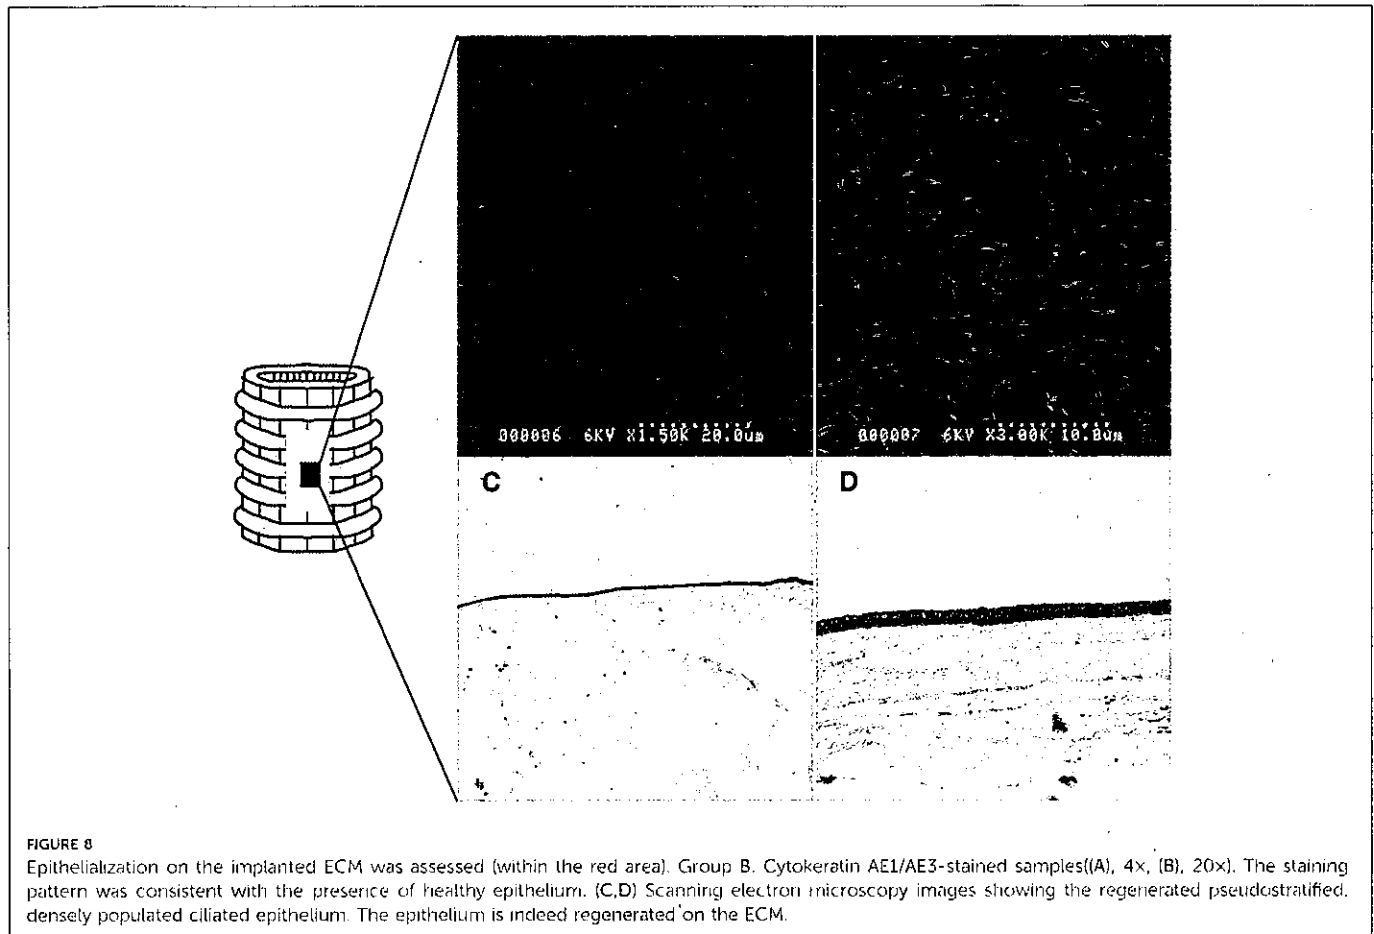 000006 6KV X1.50K 20.0um
000007 6KV X3.00K 10.0um
C
D
FIGURE 8
Epithelialization on the implanted ECM was assessed (within the red area). Group B. Cytokeratin AE1/AE3-stained samples((A), 4×, (B), 20×). The staining
pattern was consistent with the presence of healthy epithelium. (C,D) Scanning electron microscopy images showing the regenerated pseudostratified,
densely populated ciliated epithelium. The epithelium is indeed regenerated on the ECM.